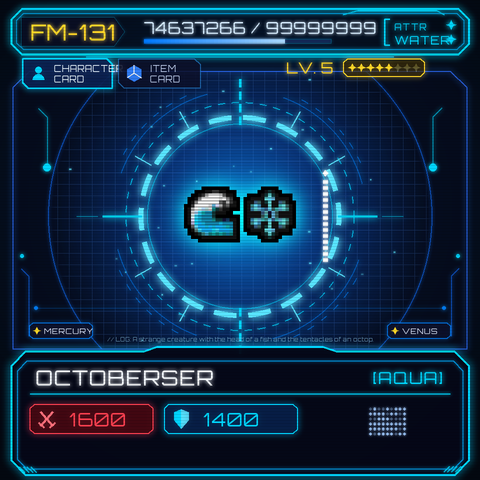 FM-131
74637266 / 99999999
ATTR
WATER
CHARACTER
CARD
ITEM
CARD
LV. 5
MERCURY
VENUS
// LOG: A strange creature with the head of a fish and the tentacles of an octop
OCTOBERSER
[AQUA]
1600
1400